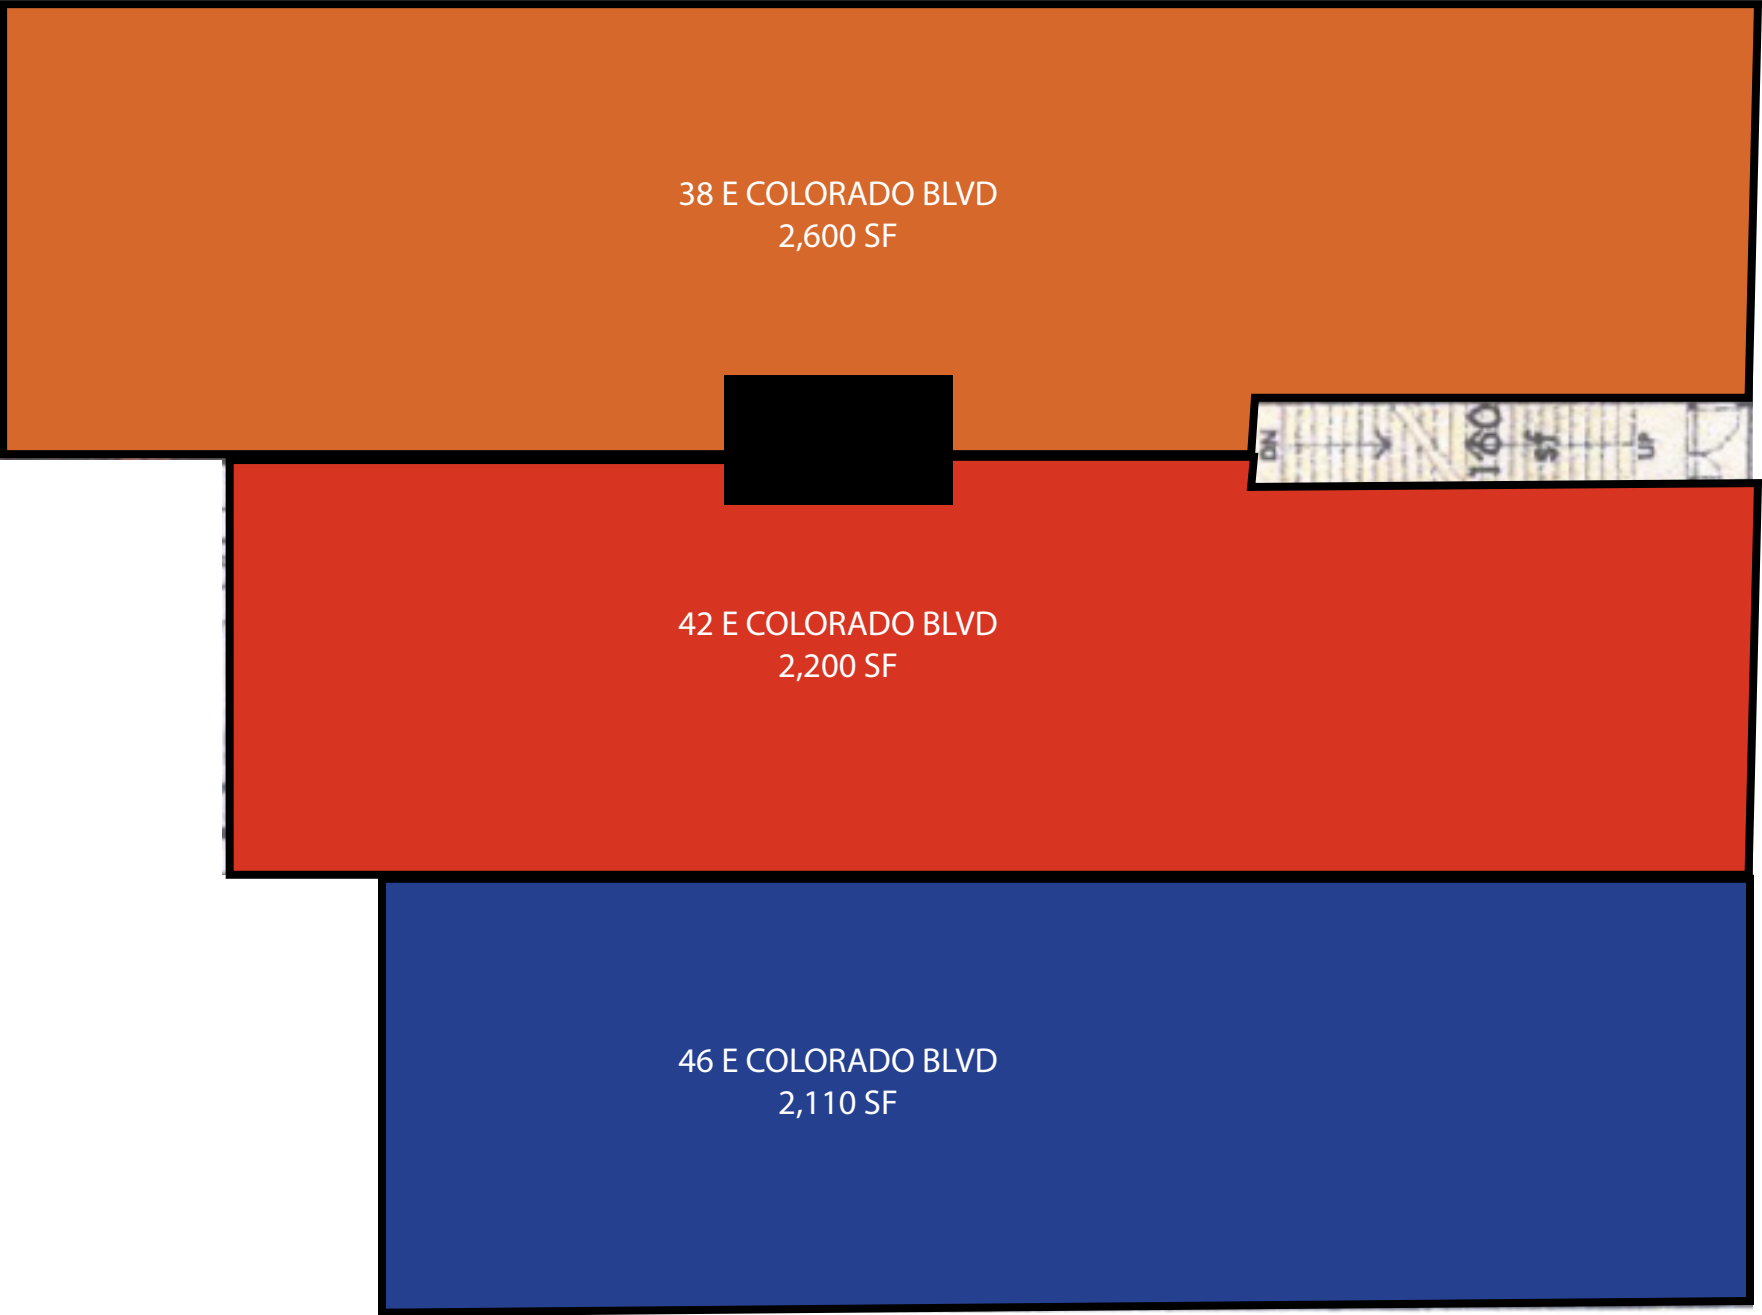 38 E COLORADO BLVD
2,600 SF
DN
160
sf
UP
42 E COLORADO BLVD
2,200 SF
46 E COLORADO BLVD
2,110 SF